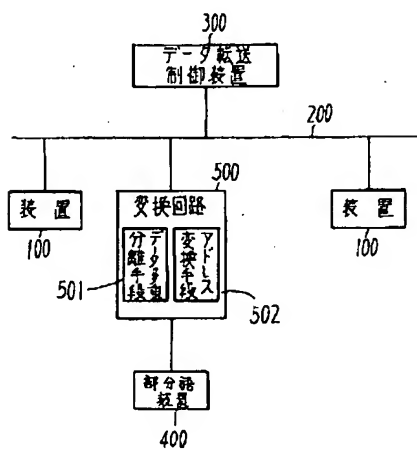 300
データ転送
制御装置
200
500
装置
100
変換回路
データ多重
分離手段
アドレス
変換手段
501
502
装置
100
部分語
装置
400